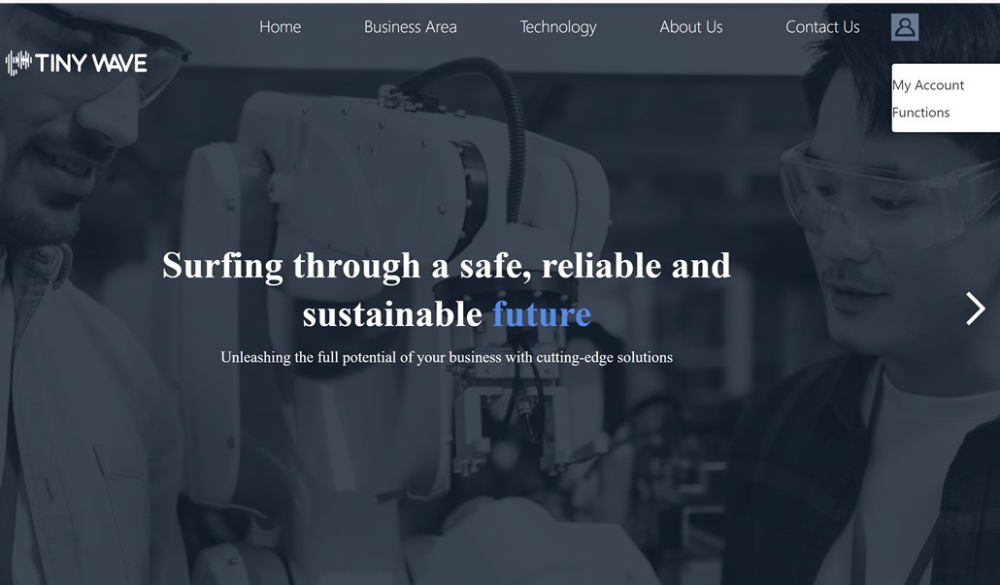 Home Business Area Technology About Us Contact Us
TINY WAVE
My Account
Functions
Surfing through a safe, reliable and
sustainable future
Unleashing the full potential of your business with cutting-edge solutions